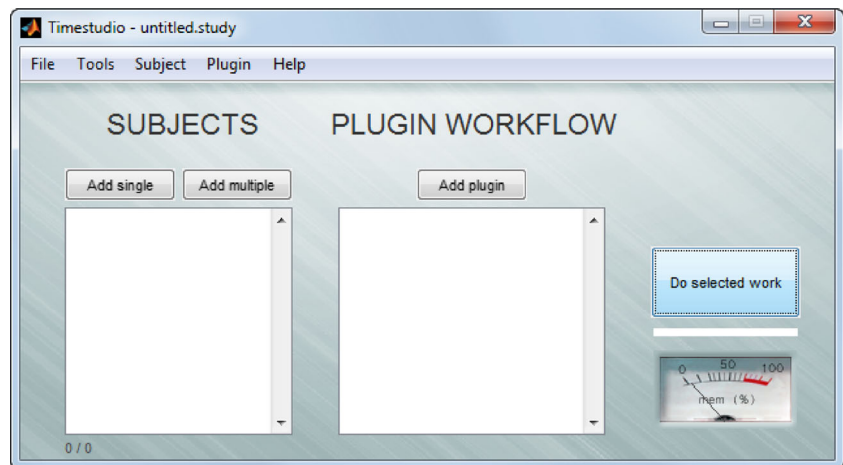 Timestudio - untitled.study
File Tools Subject Plugin Help
SUBJECTS PLUGIN WORKFLOW
Add single Add multiple Add plugin
Do selected work
0 50 100
mem (%)
0 / 0